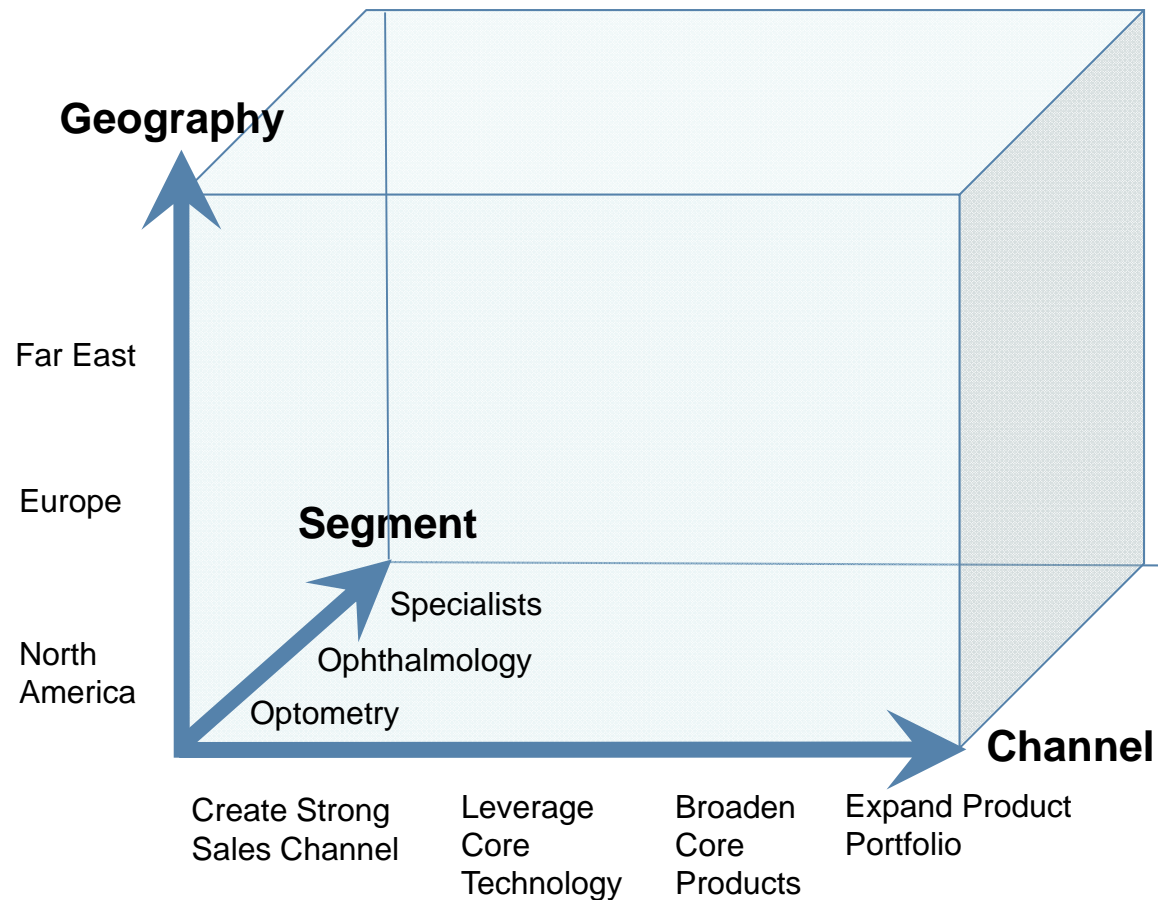 Geography
Far East
Europe
Segment
Specialists
North
America
Ophthalmology
Optometry
Channel
Create Strong
Sales Channel
Leverage
Core
Technology
Broaden
Core
Products
Expand Product
Portfolio